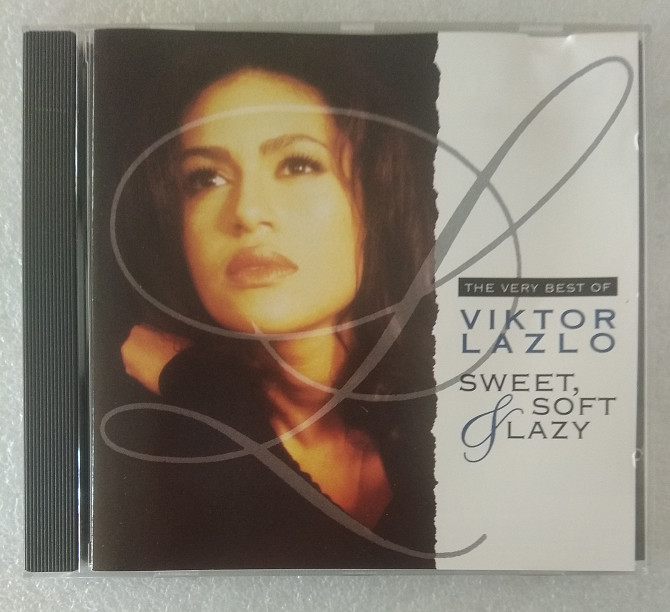 THE VERY BEST OF
VIKTOR
LAZLO
SWEET,
SOFT
& LAZY